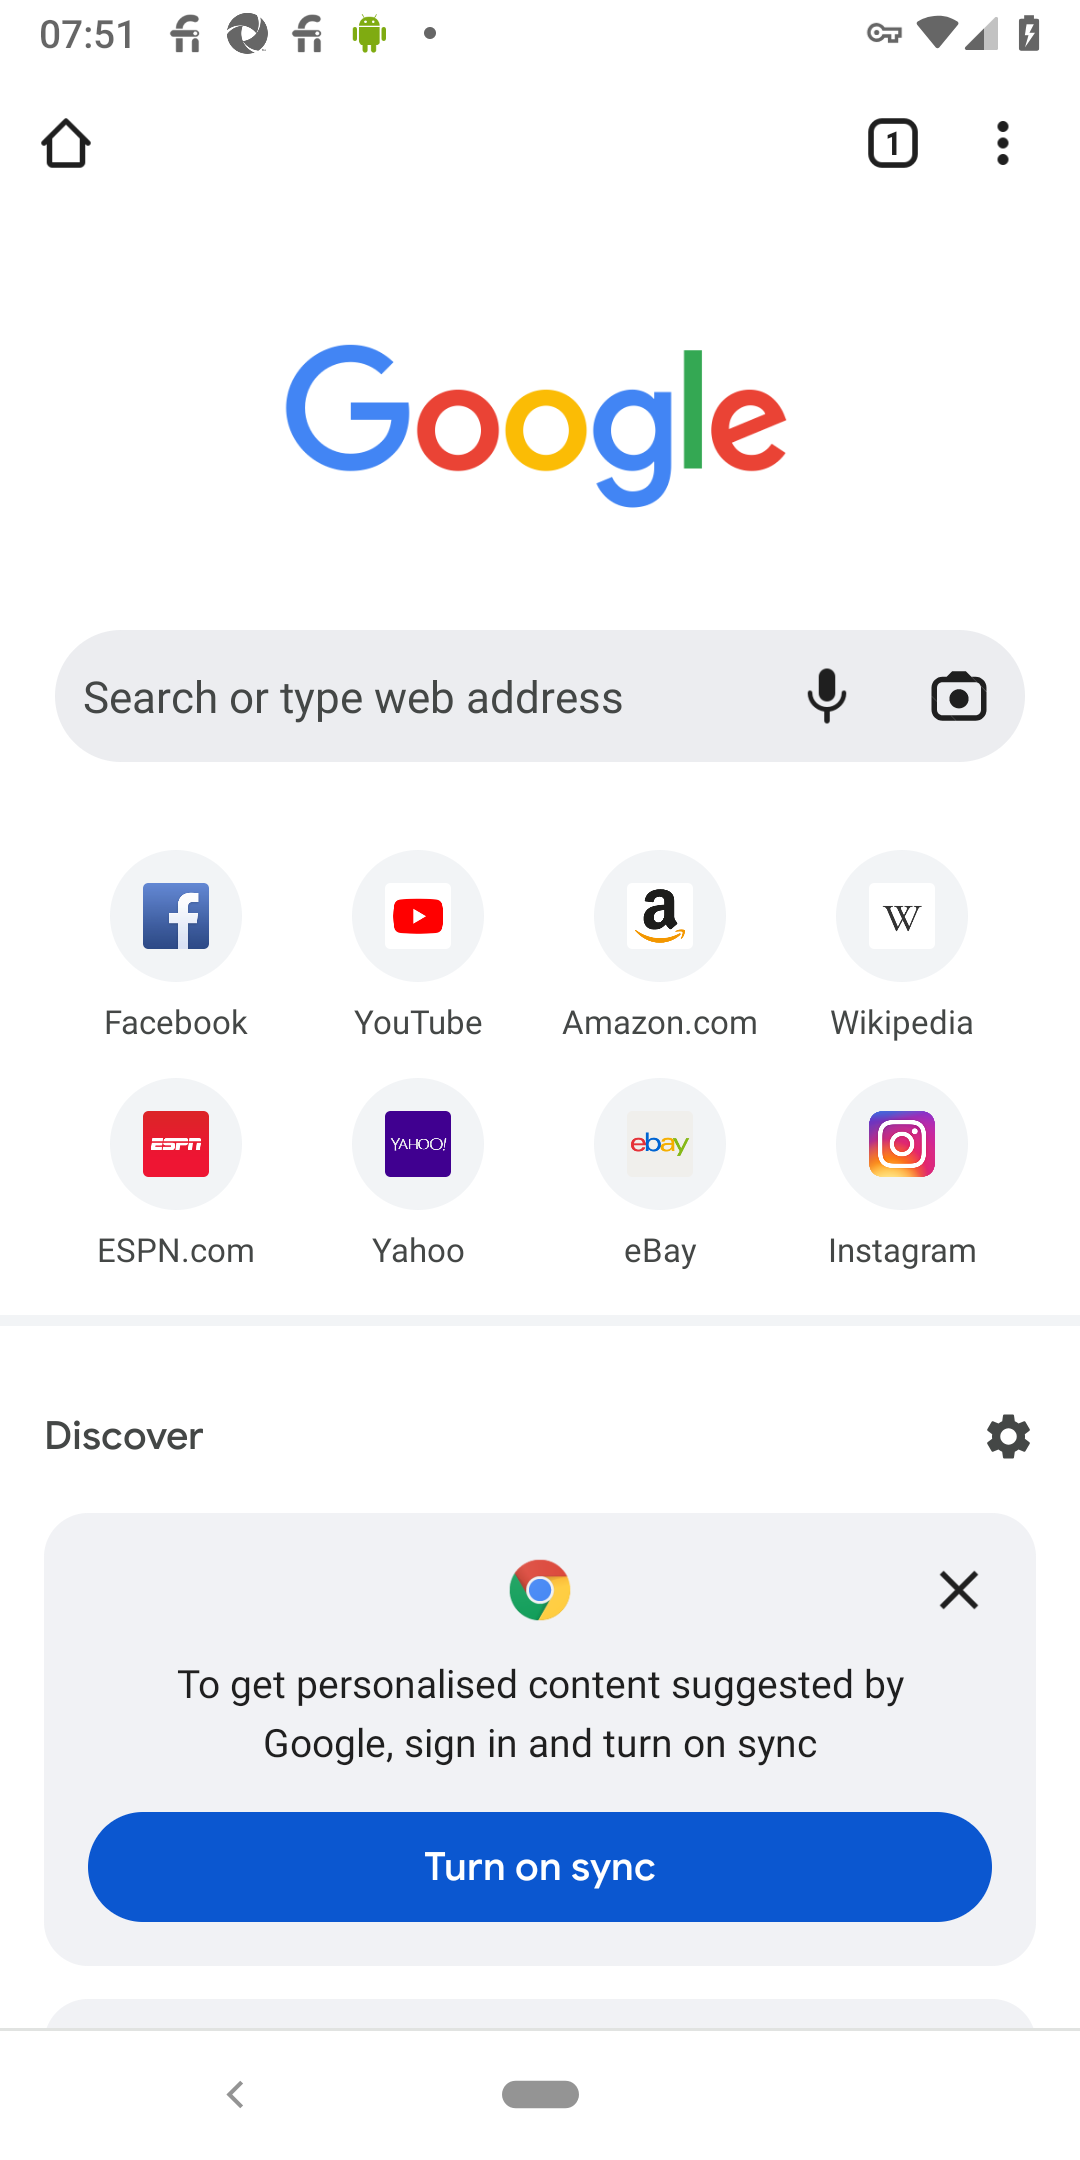 07:51
1
Google
Search or type web address
Facebook
YouTube
Amazon.com
Wikipedia
ESPN
YAHOO!
ebay
ESPN.com
Yahoo
eBay
Instagram
Discover
To get personalised content suggested by
Google, sign in and turn on sync
Turn on sync